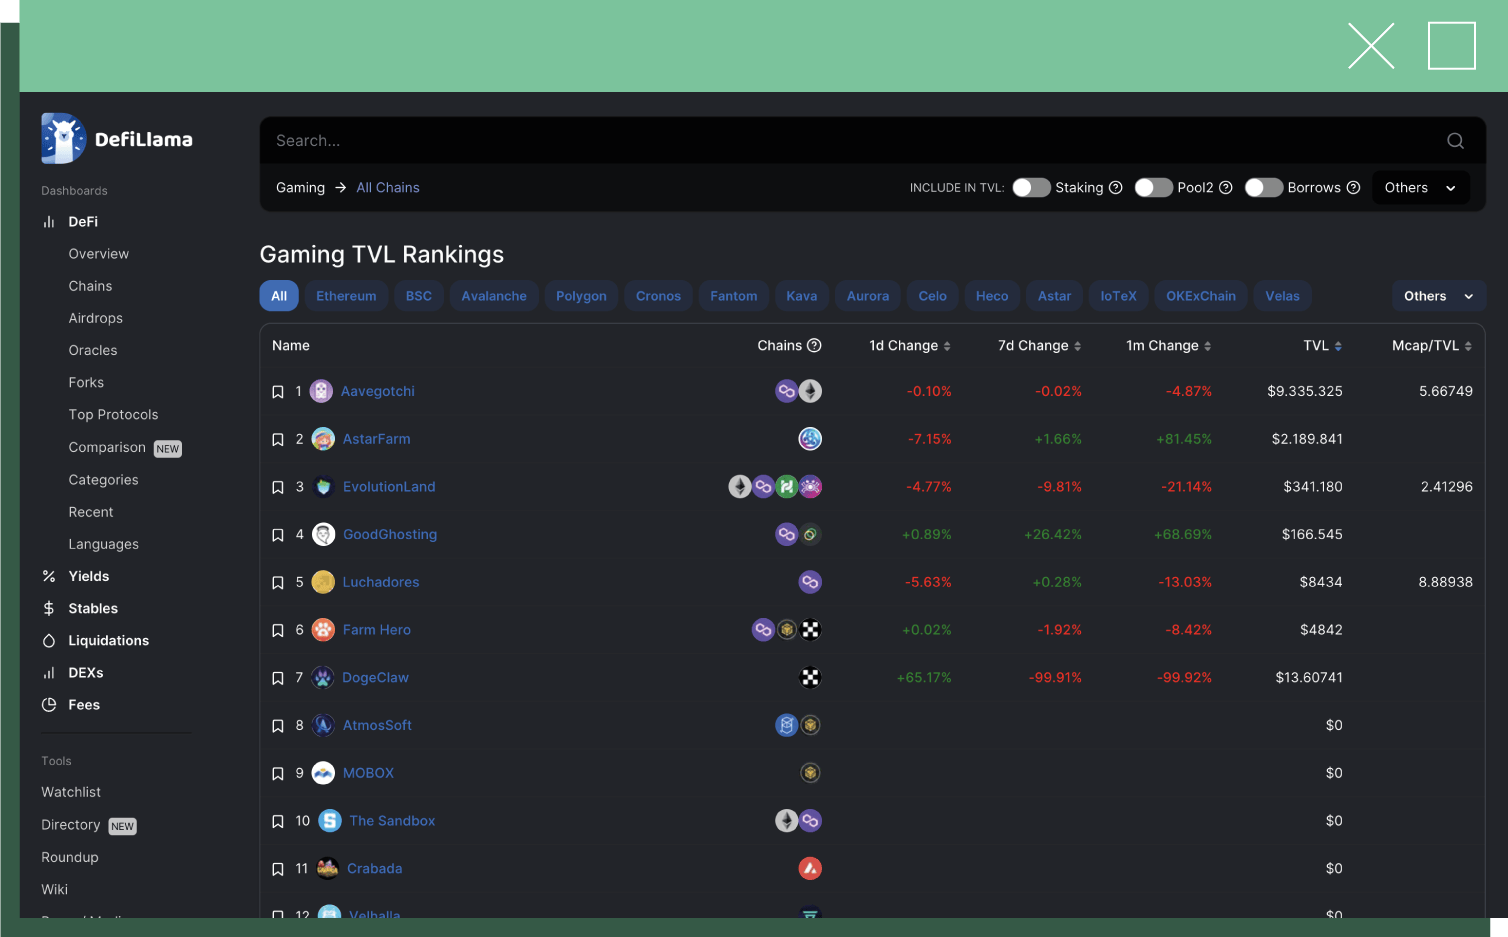 DefiLlama
Dashboards
DeFi
Overview
Chains
Airdrops
Oracles
Forks
Top Protocols
Comparison NEW
Categories
Recent
Languages
Yields
Stables
Liquidations
DEXs
Fees
Tools
Watchlist
Directory NEW
Roundup
Wiki
Search...
Gaming → All Chains INCLUDE IN TVL: Staking Pool2 Borrows Others
Gaming TVL Rankings
All Ethereum BSC Avalanche Polygon Cronos Fantom Kava Aurora Celo Heco Astar IoTeX OKExChain Velas Others
Name Chains 1d Change 7d Change 1m Change TVL Mcap/TVL
1 Aavegotchi -0.10% -0.02% -4.87% $9.335.325 5.66749
2 AstarFarm -7.15% +1.66% +81.45% $2.189.841
3 EvolutionLand -4.77% -9.81% -21.14% $341.180 2.41296
4 GoodGhosting +0.89% +26.42% +68.69% $166.545
5 Luchadores -5.63% +0.28% -13.03% $8434 8.88938
6 Farm Hero +0.02% -1.92% -8.42% $4842
7 DogeClaw +65.17% -99.91% -99.92% $13.60741
8 AtmosSoft $0
9 MOBOX $0
10 The Sandbox $0
11 Crabada $0
12 Velhalla $0